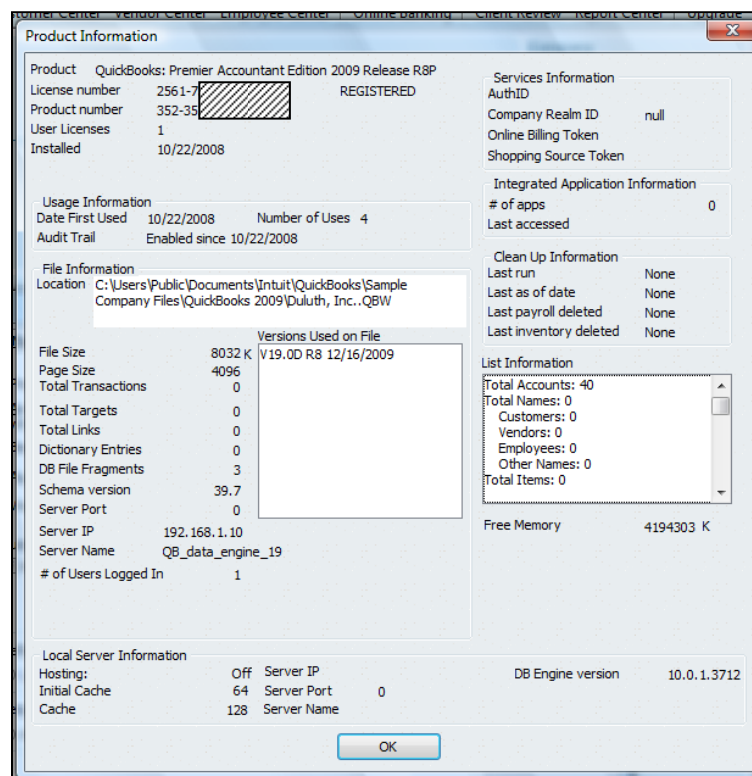 stomer Center Vendor Center Employee Center Online Banking Client Review Report Center Upgrade
Product Information
Product QuickBooks: Premier Accountant Edition 2009 Release R8P
License number 2561-7 REGISTERED
Product number 352-35
User Licenses 1
Installed 10/22/2008
Usage Information
Date First Used 10/22/2008 Number of Uses 4
Audit Trail Enabled since 10/22/2008
File Information
Location C:\Users\Public\Documents\Intuit\QuickBooks\Sample
Company Files\QuickBooks 2009\Duluth, Inc..QBW
Versions Used on File
File Size 8032 K V19.0D R8 12/16/2009
Page Size 4096
Total Transactions 0
Total Targets 0
Total Links 0
Dictionary Entries 0
DB File Fragments 3
Schema version 39.7
Server Port 0
Server IP 192.168.1.10
Server Name QB_data_engine_19
# of Users Logged In 1
Services Information
AuthID
Company Realm ID null
Online Billing Token
Shopping Source Token
Integrated Application Information
# of apps 0
Last accessed
Clean Up Information
Last run None
Last as of date None
Last payroll deleted None
Last inventory deleted None
List Information
Total Accounts: 40
Total Names: 0
Customers: 0
Vendors: 0
Employees: 0
Other Names: 0
Total Items: 0
Free Memory 4194303 K
Local Server Information
Hosting: Off Server IP DB Engine version 10.0.1.3712
Initial Cache 64 Server Port 0
Cache 128 Server Name
OK